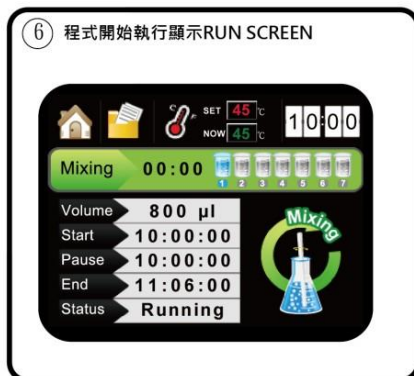 6 程式開始執行顯示RUN SCREEN
°C °F SET 45 °C
NOW 45 °C
10:00
Mixing 00:00
1 2 3 4 5 6 7
Volume 800 µl
Start 10:00:00
Pause 10:00:00
End 11:06:00
Status Running
Mixing